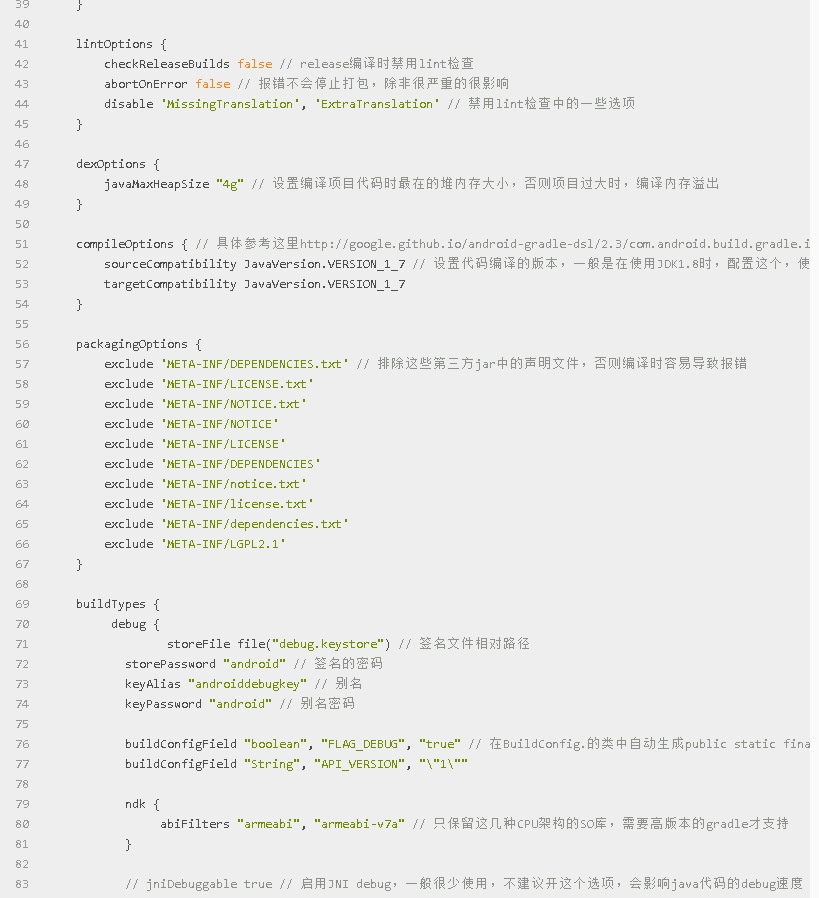 39 }
40
41 lintOptions {
42 checkReleaseBuilds false // release编译时禁用lint检查
43 abortOnError false // 报错不会停止打包，除非很严重的很影响
44 disable 'MissingTranslation', 'ExtraTranslation' // 禁用lint检查中的一些选项
45 }
46
47 dexOptions {
48 javaMaxHeapSize "4g" // 设置编译项目代码时最在的堆内存大小，否则项目过大时，编译内存溢出
49 }
50
51 compileOptions { // 具体参考这里http://google.github.io/android-gradle-dsl/2.3/com.android.build.gradle.i
52 sourceCompatibility JavaVersion.VERSION_1_7 // 设置代码编译的版本，一般是在使用JDK1.8时，配置这个，使
53 targetCompatibility JavaVersion.VERSION_1_7
54 }
55
56 packagingOptions {
57 exclude 'META-INF/DEPENDENCIES.txt' // 排除这些第三方jar中的声明文件，否则编译时容易导致报错
58 exclude 'META-INF/LICENSE.txt'
59 exclude 'META-INF/NOTICE.txt'
60 exclude 'META-INF/NOTICE'
61 exclude 'META-INF/LICENSE'
62 exclude 'META-INF/DEPENDENCIES'
63 exclude 'META-INF/notice.txt'
64 exclude 'META-INF/license.txt'
65 exclude 'META-INF/dependencies.txt'
66 exclude 'META-INF/LGPL2.1'
67 }
68
69 buildTypes {
70 debug {
71 storeFile file("debug.keystore") // 签名文件相对路径
72 storePassword "android" // 签名的密码
73 keyAlias "androiddebugkey" // 别名
74 keyPassword "android" // 别名密码
75
76 buildConfigField "boolean", "FLAG_DEBUG", "true" // 在BuildConfig.的类中自动生成public static fina
77 buildConfigField "String", "API_VERSION", "\"1\""
78
79 ndk {
80 abiFilters "armeabi", "armeabi-v7a" // 只保留这几种CPU架构的SO库，需要高版本的gradle才支持
81 }
82
83 // jniDebuggable true // 启用JNI debug，一般很少使用，不建议开这个选项，会影响java代码的debug速度